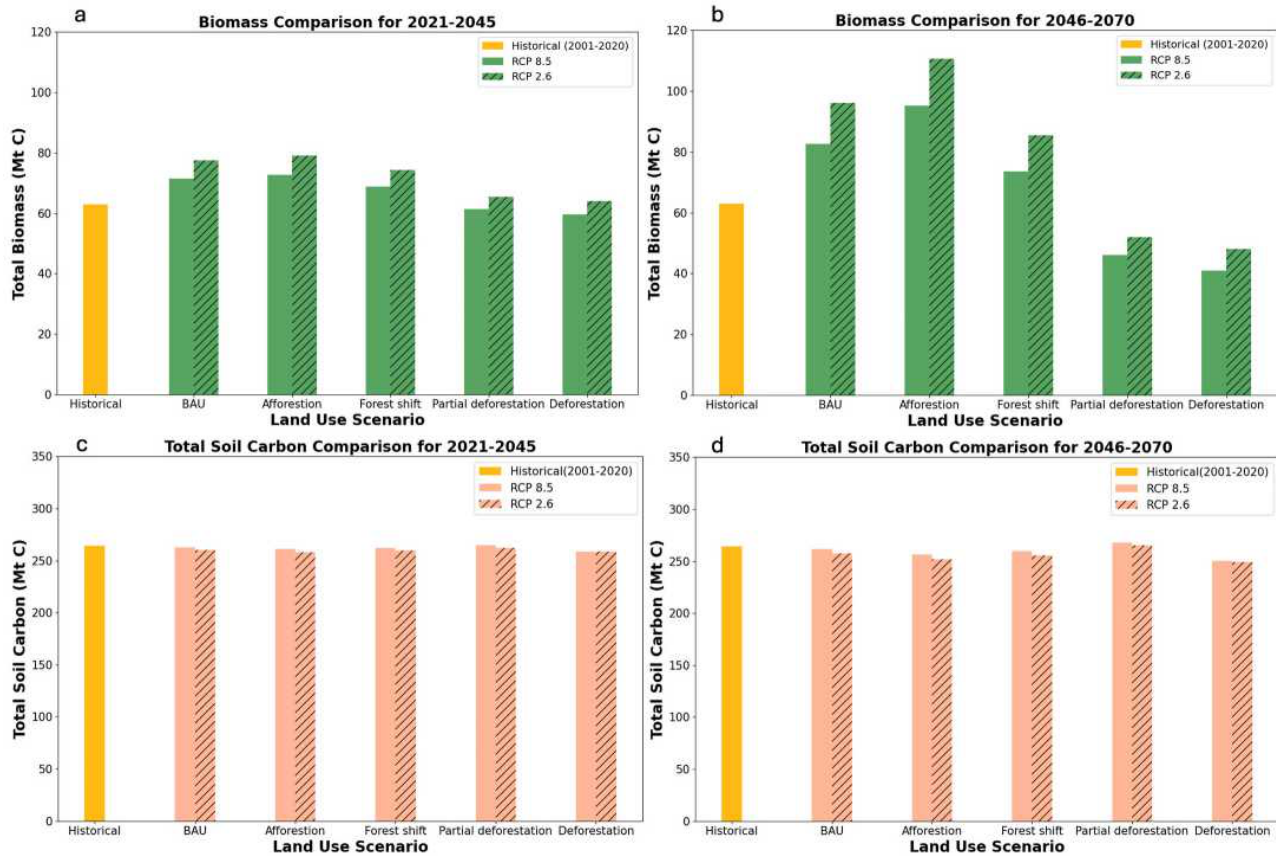 a
Biomass Comparison for 2021-2045
120
100
80
60
40
20
0
Total Biomass (Mt C)
Historical (2001-2020)
RCP 8.5
RCP 2.6
Historical
BAU
Afforestion
Forest shift
Partial deforestation
Deforestation
Land Use Scenario
b
Biomass Comparison for 2046-2070
120
100
80
60
40
20
0
Total Biomass (Mt C)
Historical (2001-2020)
RCP 8.5
RCP 2.6
Historical
BAU
Afforestion
Forest shift
Partial deforestation
Deforestation
Land Use Scenario
c
Total Soil Carbon Comparison for 2021-2045
350
300
250
200
150
100
50
0
Total Soil Carbon (Mt C)
Historical(2001-2020)
RCP 8.5
RCP 2.6
Historical
BAU
Afforestion
Forest shift
Partial deforestation
Deforestation
Land Use Scenario
d
Total Soil Carbon Comparison for 2046-2070
350
300
250
200
150
100
50
0
Total Soil Carbon (Mt C)
Historical (2001-2020)
RCP 8.5
RCP 2.6
Historical
BAU
Afforestion
Forest shift
Partial deforestation
Deforestation
Land Use Scenario